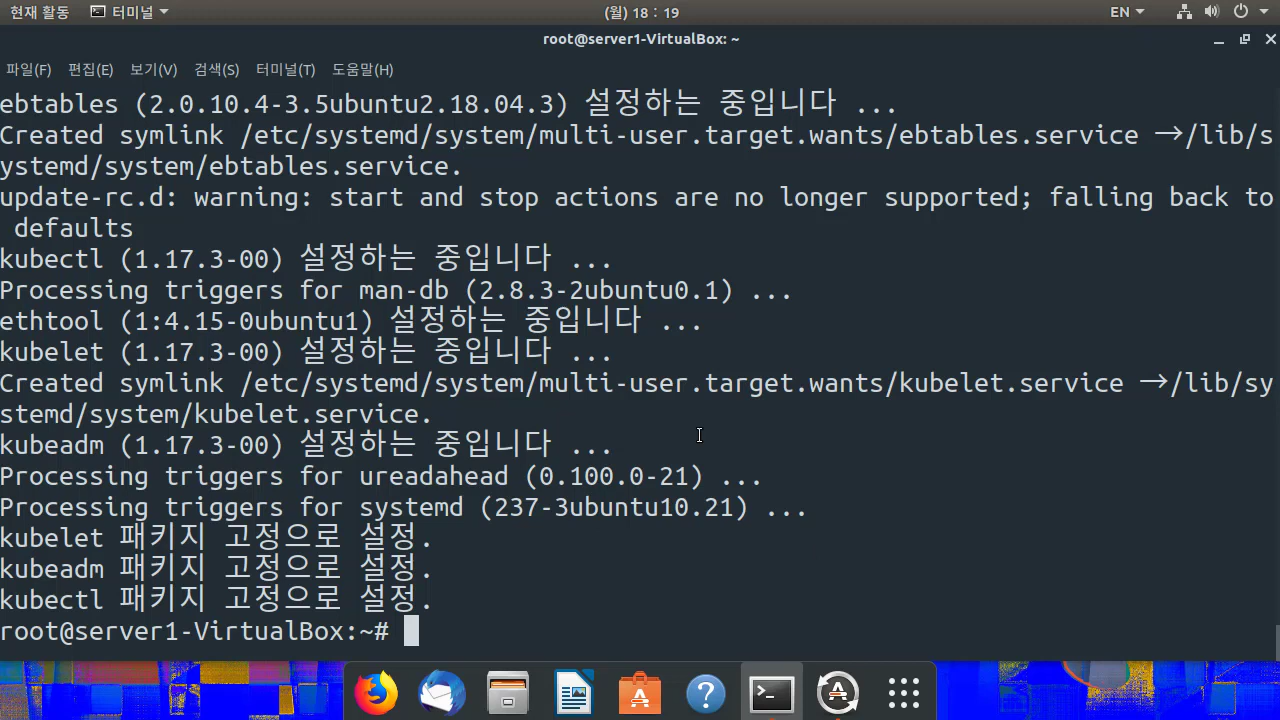 현재 활동 터미널 (월) 18 : 19 EN
root@server1-VirtualBox: ~
파일(F) 편집(E) 보기(V) 검색(S) 터미널(T) 도움말(H)
ebtables (2.0.10.4-3.5ubuntu2.18.04.3) 설정하는 중입니다 ...
Created symlink /etc/systemd/system/multi-user.target.wants/ebtables.service →/lib/s
ystemd/system/ebtables.service.
update-rc.d: warning: start and stop actions are no longer supported; falling back to
defaults
kubectl (1.17.3-00) 설정하는 중입니다 ...
Processing triggers for man-db (2.8.3-2ubuntu0.1) ...
ethtool (1:4.15-0ubuntu1) 설정하는 중입니다 ...
kubelet (1.17.3-00) 설정하는 중입니다 ...
Created symlink /etc/systemd/system/multi-user.target.wants/kubelet.service →/lib/sy
stemd/system/kubelet.service.
kubeadm (1.17.3-00) 설정하는 중입니다 ...
Processing triggers for ureadahead (0.100.0-21) ...
Processing triggers for systemd (237-3ubuntu10.21) ...
kubelet 패키지 고정으로 설정.
kubeadm 패키지 고정으로 설정.
kubectl 패키지 고정으로 설정.
root@server1-VirtualBox:~#